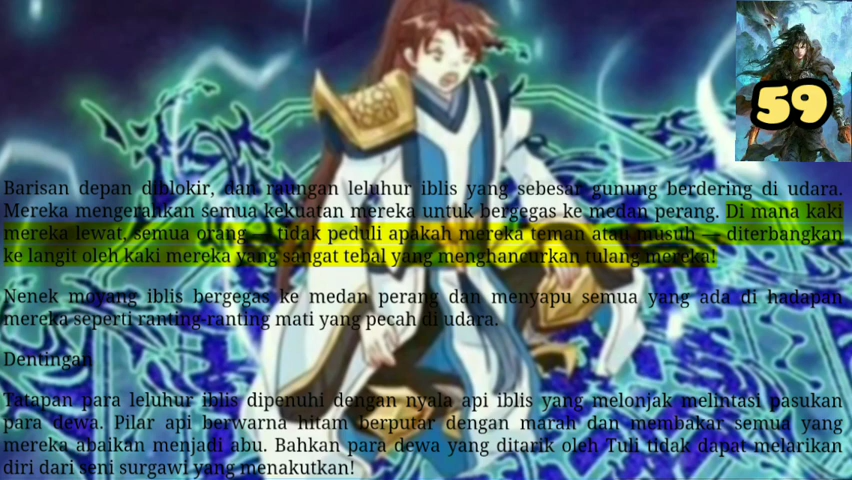 59
Barisan depan diblokir, dan raungan leluhur iblis yang sebesar gunung berdering di udara.
Mereka mengerahkan semua kekuatan mereka untuk bergegas ke medan perang. Di mana kaki
mereka lewat, semua orang — tidak peduli apakah mereka teman atau musuh — diterbangkan
ke langit oleh kaki mereka yang sangat tebal yang menghancurkan tulang mereka!
Nenek moyang iblis bergegas ke medan perang dan menyapu semua yang ada di hadapan
mereka seperti ranting-ranting mati yang pecah di udara.
Dentingan
Tatapan para leluhur iblis dipenuhi dengan nyala api iblis yang melonjak melintasi pasukan
para dewa. Pilar api berwarna hitam berputar dengan marah dan membakar semua yang
mereka abaikan menjadi abu. Bahkan para dewa yang ditarik oleh Tuli tidak dapat melarikan
diri dari seni surgawi yang menakutkan!